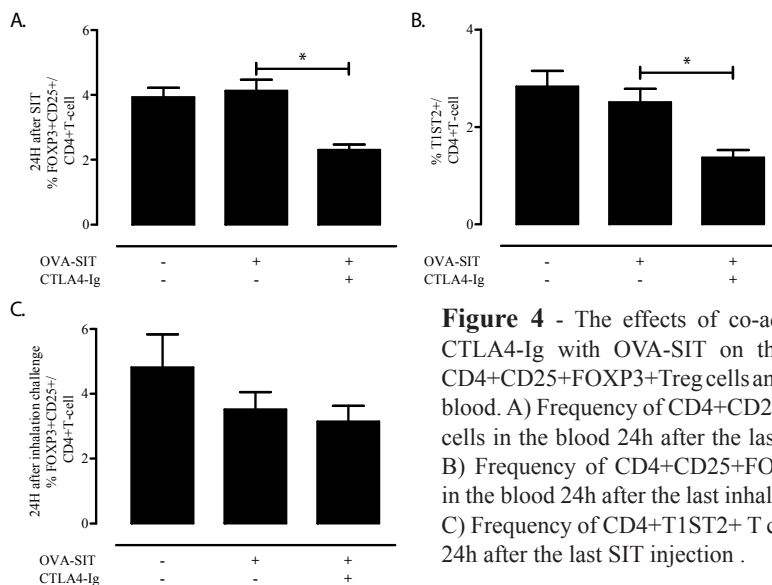 A.
6
4
2
0
24H after SIT
% FOXP3+CD25+/
CD4+T-cell
*
OVA-SIT - + +
CTLA4-Ig - - +
B.
4
2
0
% T1ST2+/
CD4+T-cell
*
OVA-SIT - + +
CTLA4-Ig - - +
C.
6
4
2
0
24H after inhalation challenge
% FOXP3+CD25+/
CD4+T-cell
OVA-SIT - + +
CTLA4-Ig - - +
Figure 4 - The effects of co-a
CTLA4-Ig with OVA-SIT on th
CD4+CD25+FOXP3+Treg cells an
blood. A) Frequency of CD4+CD2
cells in the blood 24h after the las
B) Frequency of CD4+CD25+FO
in the blood 24h after the last inhal
C) Frequency of CD4+T1ST2+ T c
24h after the last SIT injection .